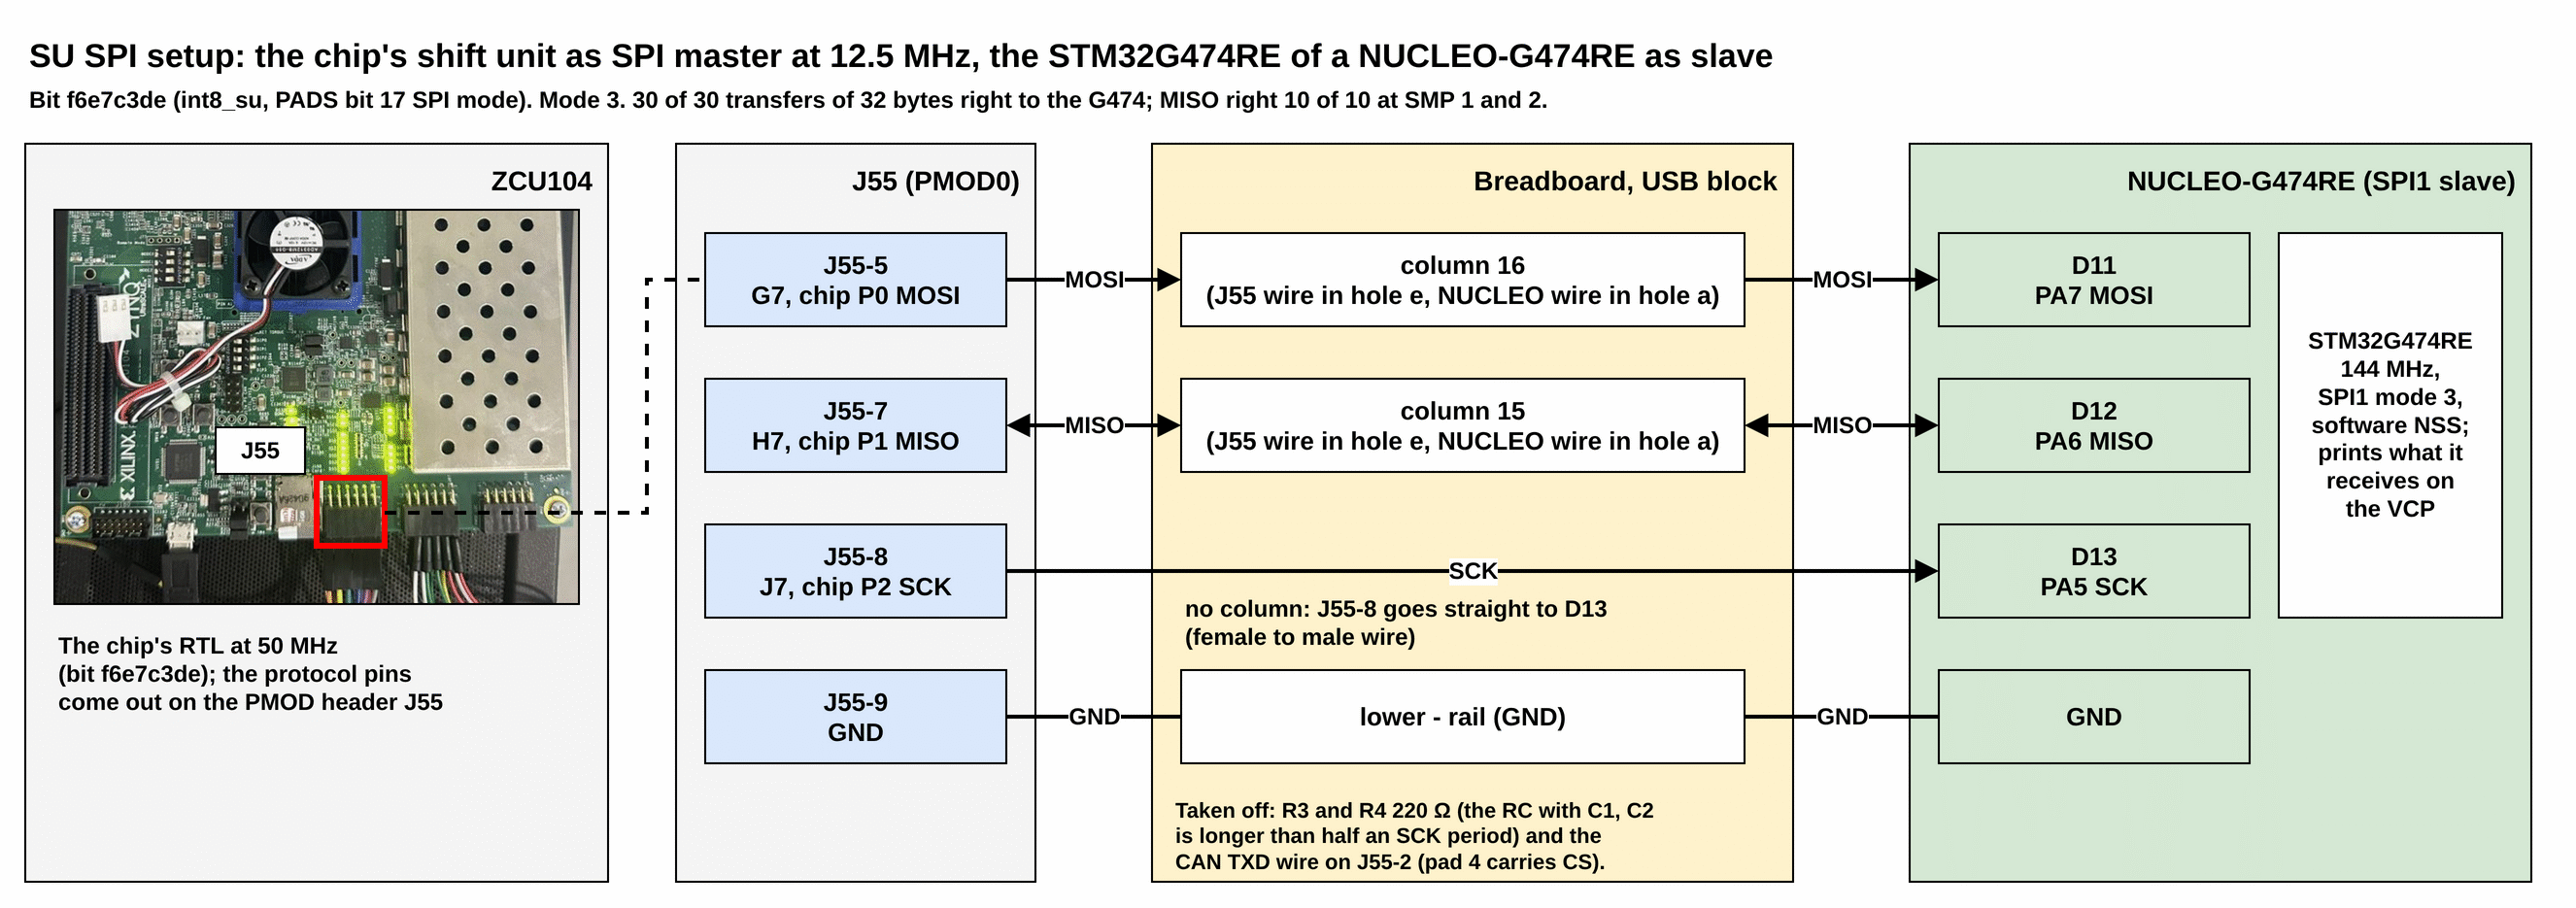 SU SPI setup: the chip's shift unit as SPI master at 12.5 MHz, the STM32G474RE of a NUCLEO-G474RE as slave
Bit f6e7c3de (int8_su, PADS bit 17 SPI mode). Mode 3. 30 of 30 transfers of 32 bytes right to the G474; MISO right 10 of 10 at SMP 1 and 2.
ZCU104
XILINX
J55
The chip's RTL at 50 MHz
(bit f6e7c3de); the protocol pins
come out on the PMOD header J55
J55 (PMOD0)
J55-5
G7, chip P0 MOSI
J55-7
H7, chip P1 MISO
J55-8
J7, chip P2 SCK
J55-9
GND
MOSI
MISO
SCK
GND
Breadboard, USB block
column 16
(J55 wire in hole e, NUCLEO wire in hole a)
column 15
(J55 wire in hole e, NUCLEO wire in hole a)
no column: J55-8 goes straight to D13
(female to male wire)
lower - rail (GND)
Taken off: R3 and R4 220 Ω (the RC with C1, C2
is longer than half an SCK period) and the
CAN TXD wire on J55-2 (pad 4 carries CS).
MOSI
MISO
GND
NUCLEO-G474RE (SPI1 slave)
D11
PA7 MOSI
D12
PA6 MISO
D13
PA5 SCK
GND
STM32G474RE
144 MHz,
SPI1 mode 3,
software NSS;
prints what it
receives on
the VCP